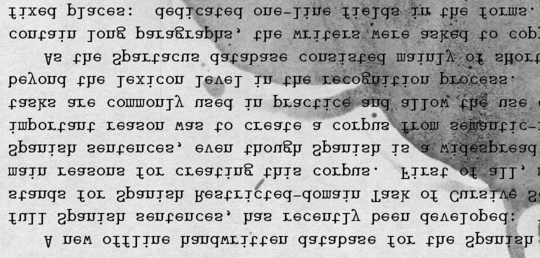 A new offline handwritten database for the Spanish
full Spanish sentences, has recently been developed:
stands for Spanish Restricted-domain Task of Cursive
main reasons for creating this corpus. First of all,
Spanish sentences, even though Spanish is a widespread
important reason was to create a corpus from semantic-
tasks are commonly used in practice and allow the use
beyond the lexicon level in the recognition process.
As the Spartacus database consisted mainly of short
contain long paragraphs, the writers were asked to
fixed places: dedicated one-line fields in the forms.